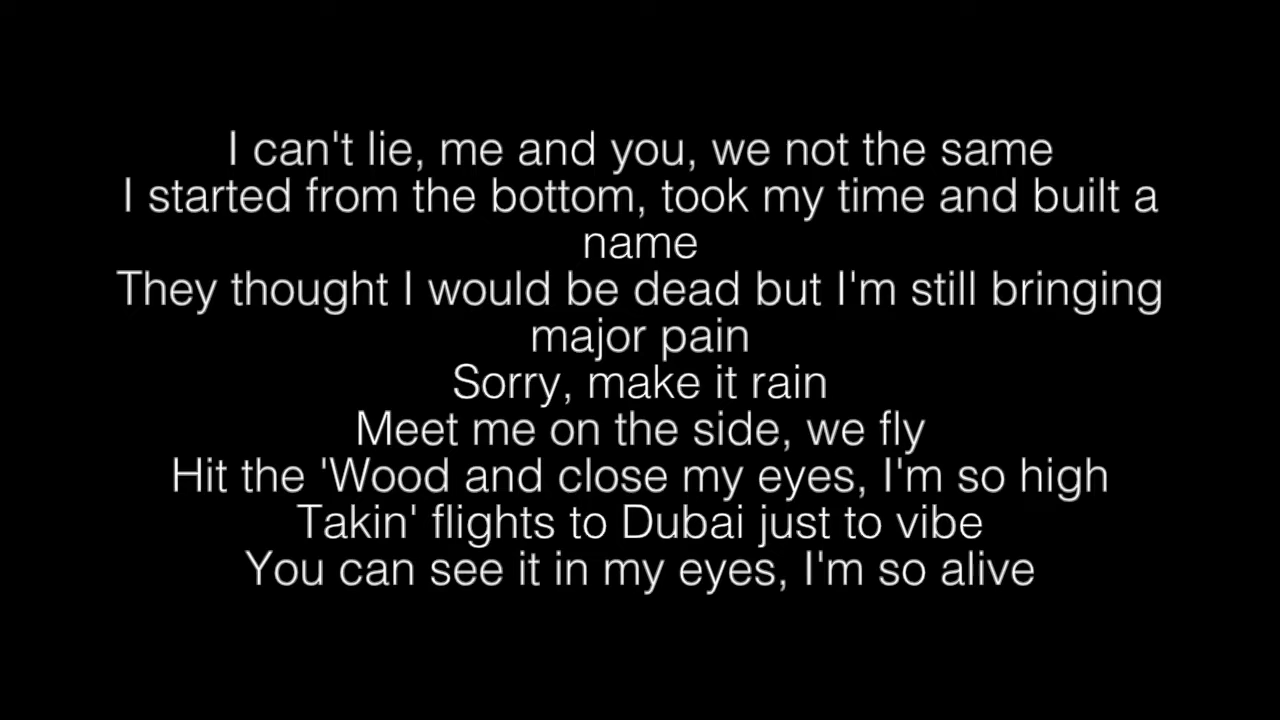 I can't lie, me and you, we not the same
I started from the bottom, took my time and built a
name
They thought I would be dead but I'm still bringing
major pain
Sorry, make it rain
Meet me on the side, we fly
Hit the 'Wood and close my eyes, I'm so high
Takin' flights to Dubai just to vibe
You can see it in my eyes, I'm so alive